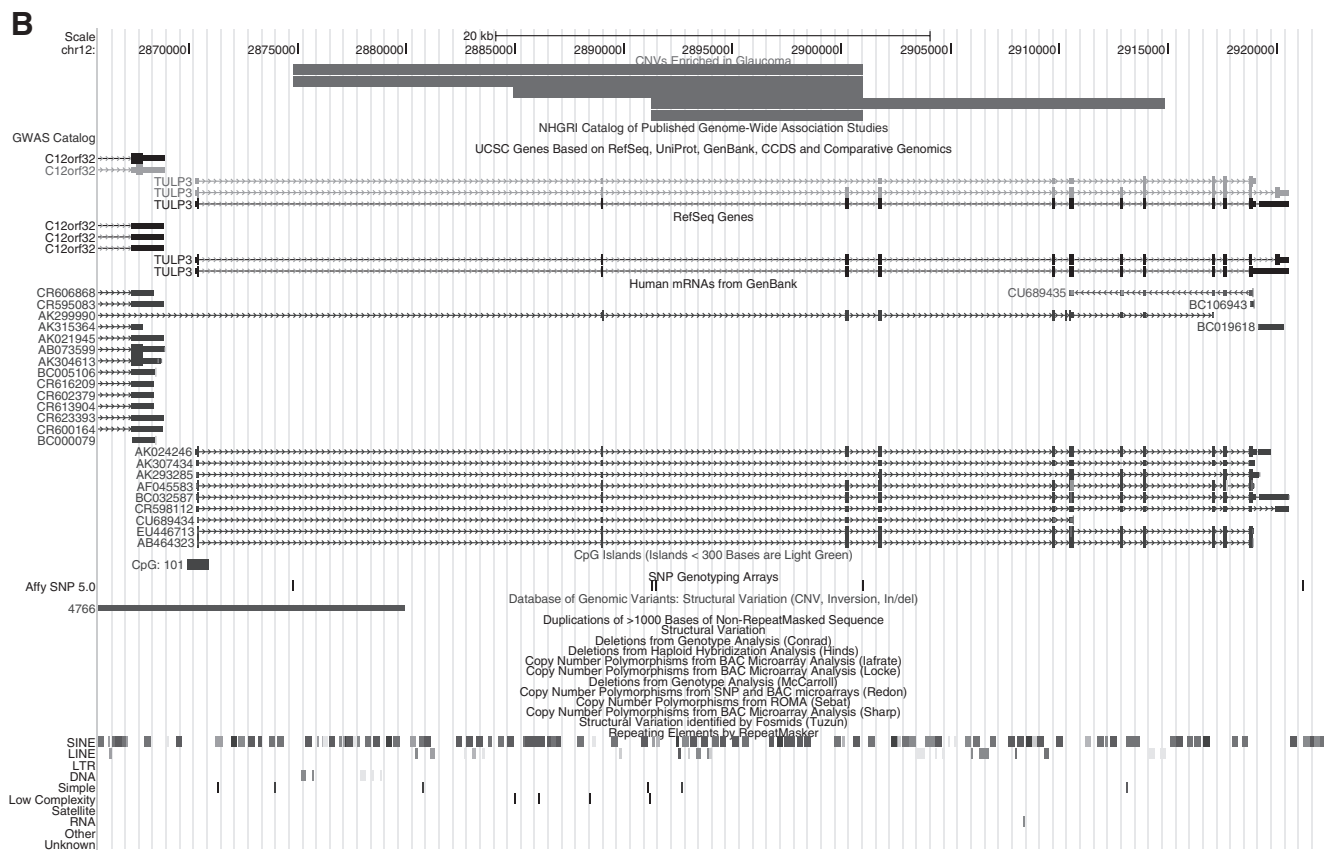 B
Scale 20 kb
chr12: 2870000 2875000 2880000 2885000 2890000 2895000 2900000 2905000 2910000 2915000 2920000
CNVs Enriched in Glaucoma
NHGRI Catalog of Published Genome-Wide Association Studies
GWAS Catalog
UCSC Genes Based on RefSeq, UniProt, GenBank, CCDS and Comparative Genomics
C12orf32
C12orf32
TULP3
TULP3
TULP3
RefSeq Genes
C12orf32
C12orf32
C12orf32
TULP3
TULP3
Human mRNAs from GenBank
CR606868 CU689435
CR595083 BC106943
AK299990
AK315364 BC019618
AK021945
AB073599
AK304613
BC005106
CR616209
CR602379
CR613904
CR623393
CR600164
BC000079
AK024246
AK307434
AK293285
AF045583
BC032587
CR598112
CU689434
EU446713
AB464323
CpG Islands (Islands < 300 Bases are Light Green)
CpG: 101
SNP Genotyping Arrays
Affy SNP 5.0
Database of Genomic Variants: Structural Variation (CNV, Inversion, In/del)
4766
Duplications of >1000 Bases of Non-RepeatMasked Sequence
Structural Variation
Deletions from Genotype Analysis (Conrad)
Deletions from Haploid Hybridization Analysis (Hinds)
Copy Number Polymorphisms from BAC Microarray Analysis (Iafrate)
Copy Number Polymorphisms from BAC Microarray Analysis (Locke)
Deletions from Genotype Analysis (McCarroll)
Copy Number Polymorphisms from SNP and BAC microarrays (Redon)
Copy Number Polymorphisms from ROMA (Sebat)
Copy Number Polymorphisms from BAC Microarray Analysis (Sharp)
Structural Variation identified by Fosmids (Tuzun)
Repeating Elements by RepeatMasker
SINE
LINE
LTR
DNA
Simple
Low Complexity
Satellite
RNA
Other
Unknown